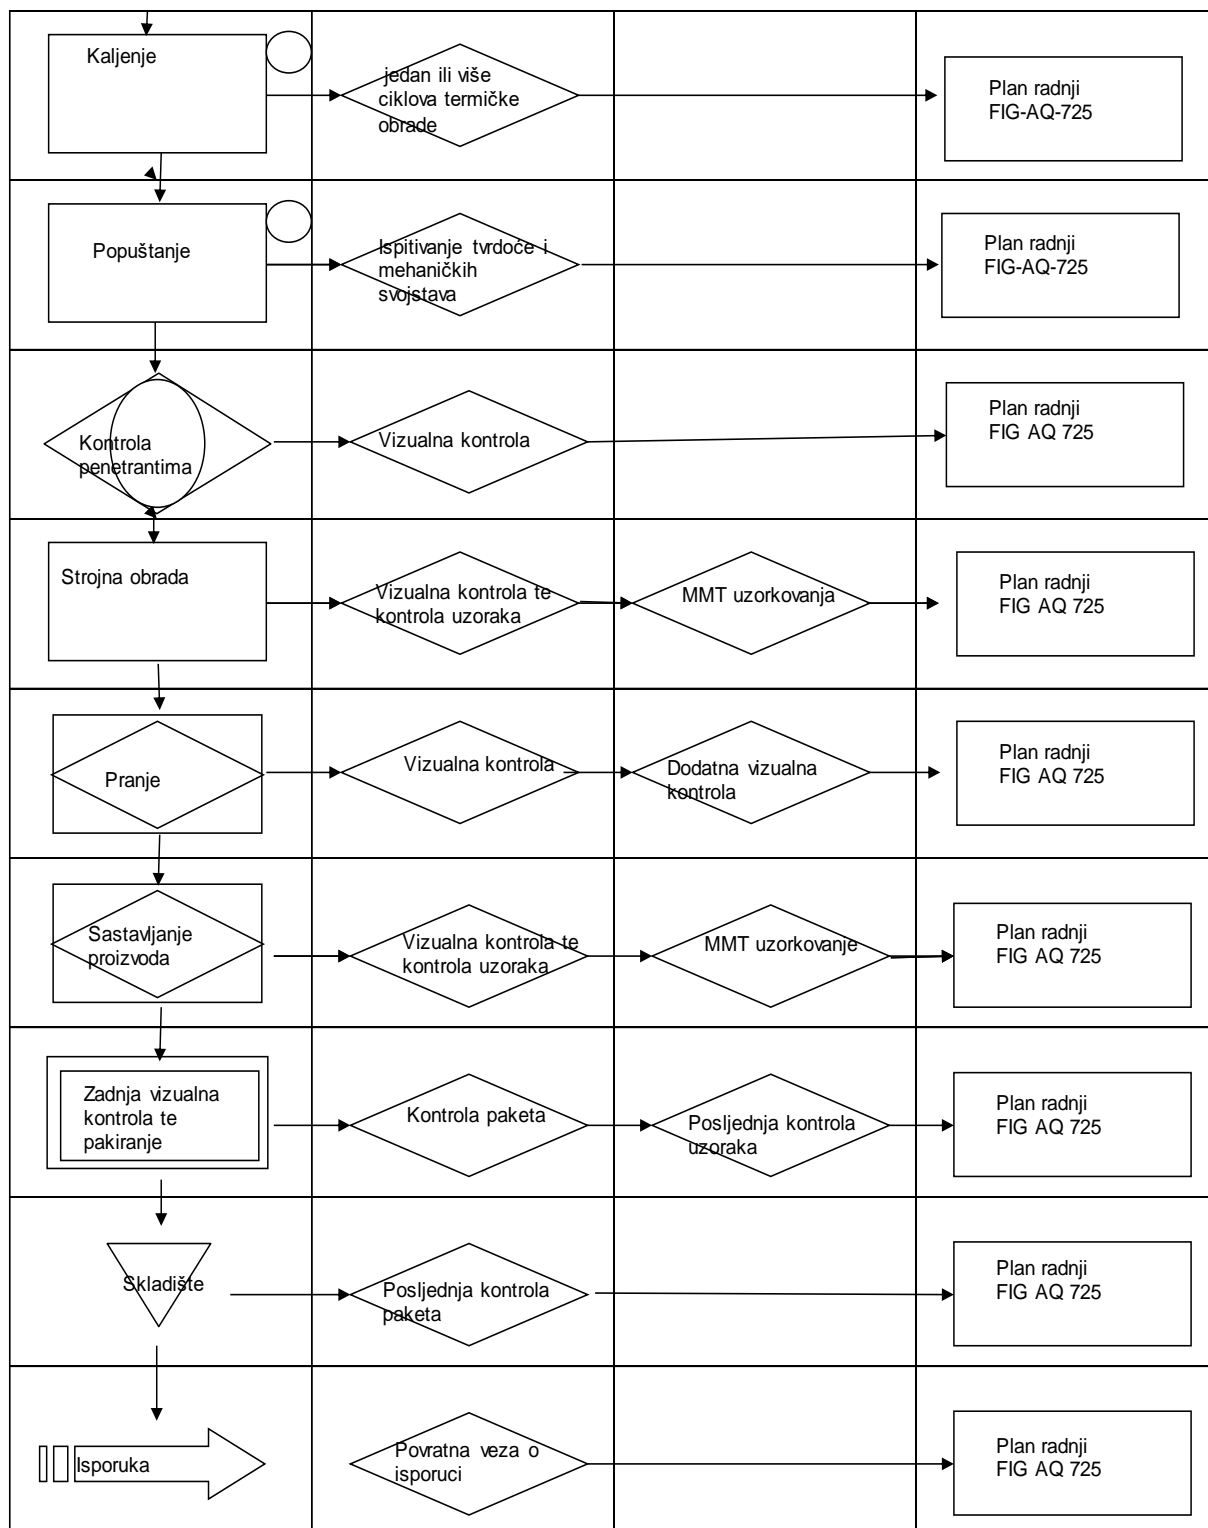 Kaljenje
jedan ili više
ciklova termičke
obrade
Plan radnji
FIG-AQ-725
Popuštanje
Ispitivanje tvrdoće i
mehaničkih
svojstava
Plan radnji
FIG-AQ-725
Kontrola
penetrantima
Vizualna kontrola
Plan radnji
FIG AQ 725
Strojna obrada
Vizualna kontrola te
kontrola uzoraka
MMT uzorkovanja
Plan radnji
FIG AQ 725
Pranje
Vizualna kontrola
Dodatna vizualna
kontrola
Plan radnji
FIG AQ 725
Sastavljanje
proizvoda
Vizualna kontrola te
kontrola uzoraka
MMT uzorkovanje
Plan radnji
FIG AQ 725
Zadnja vizualna
kontrola te
pakiranje
Kontrola paketa
Posljednja kontrola
uzoraka
Plan radnji
FIG AQ 725
Skladište
Posljednja kontrola
paketa
Plan radnji
FIG AQ 725
Isporuka
Povratna veza o
isporuci
Plan radnji
FIG AQ 725